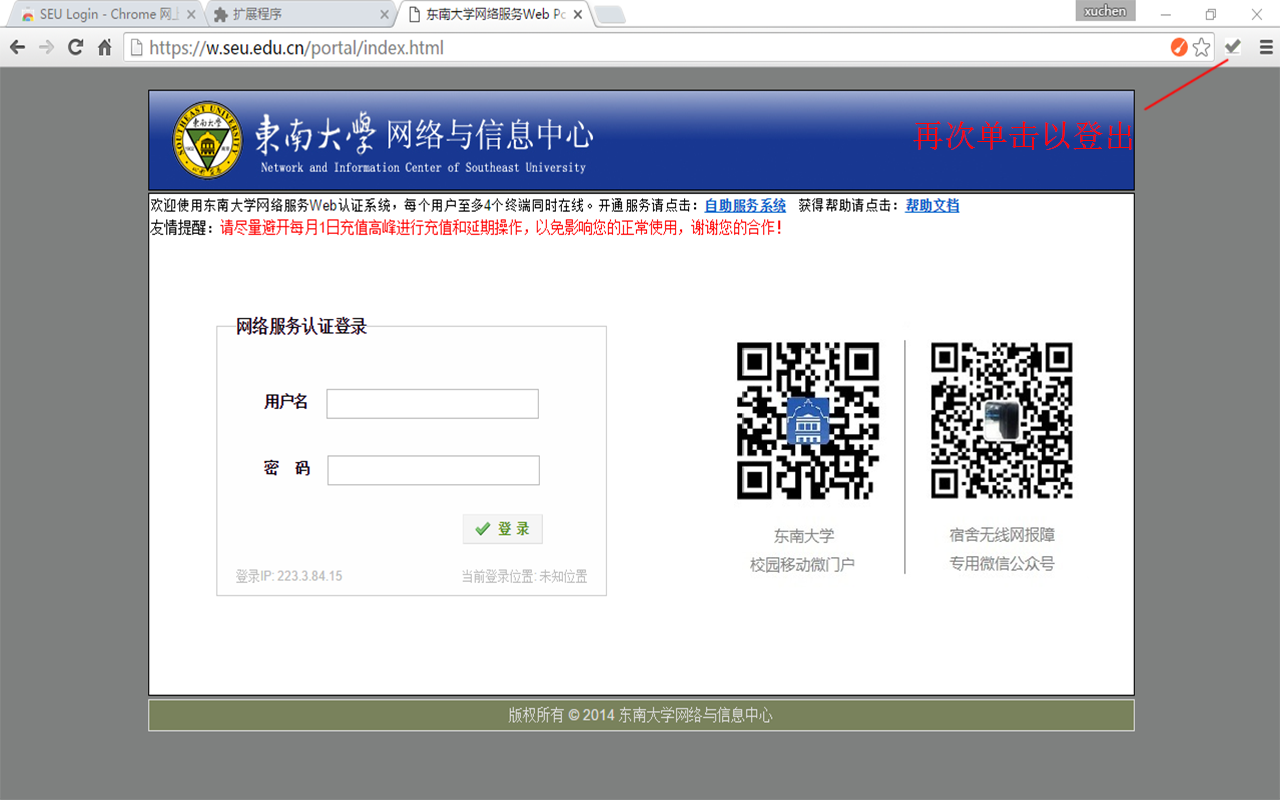 SEU Login - Chrome 网上
扩展程序
东南大学网络服务Web Po
xuchen
https://w.seu.edu.cn/portal/index.html
SOUTHEAST UNIVERSITY
東南大學 网络与信息中心
Network and Information Center of Southeast University
再次单击以登出
欢迎使用东南大学网络服务Web认证系统，每个用户至多4个终端同时在线。开通服务请点击：自助服务系统 获得帮助请点击：帮助文档
友情提醒：请尽量避开每月1日充值高峰进行充值和延期操作，以免影响您的正常使用，谢谢您的合作！
网络服务认证登录
用户名
密 码
登 录
登录IP: 223.3.84.15
当前登录位置: 未知位置
东南大学
校园移动微门户
宿舍无线网报障
专用微信公众号
版权所有 © 2014 东南大学网络与信息中心